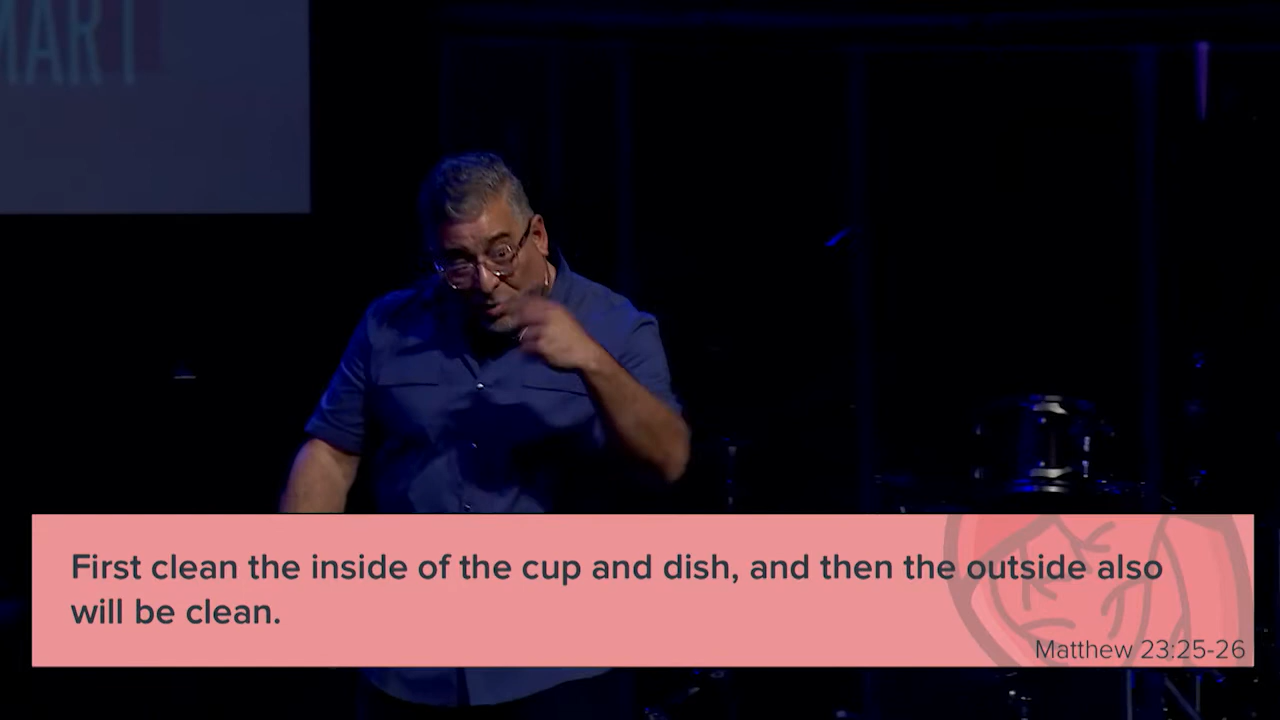 MART
First clean the inside of the cup and dish, and then the outside also
will be clean.
Matthew 23:25-26